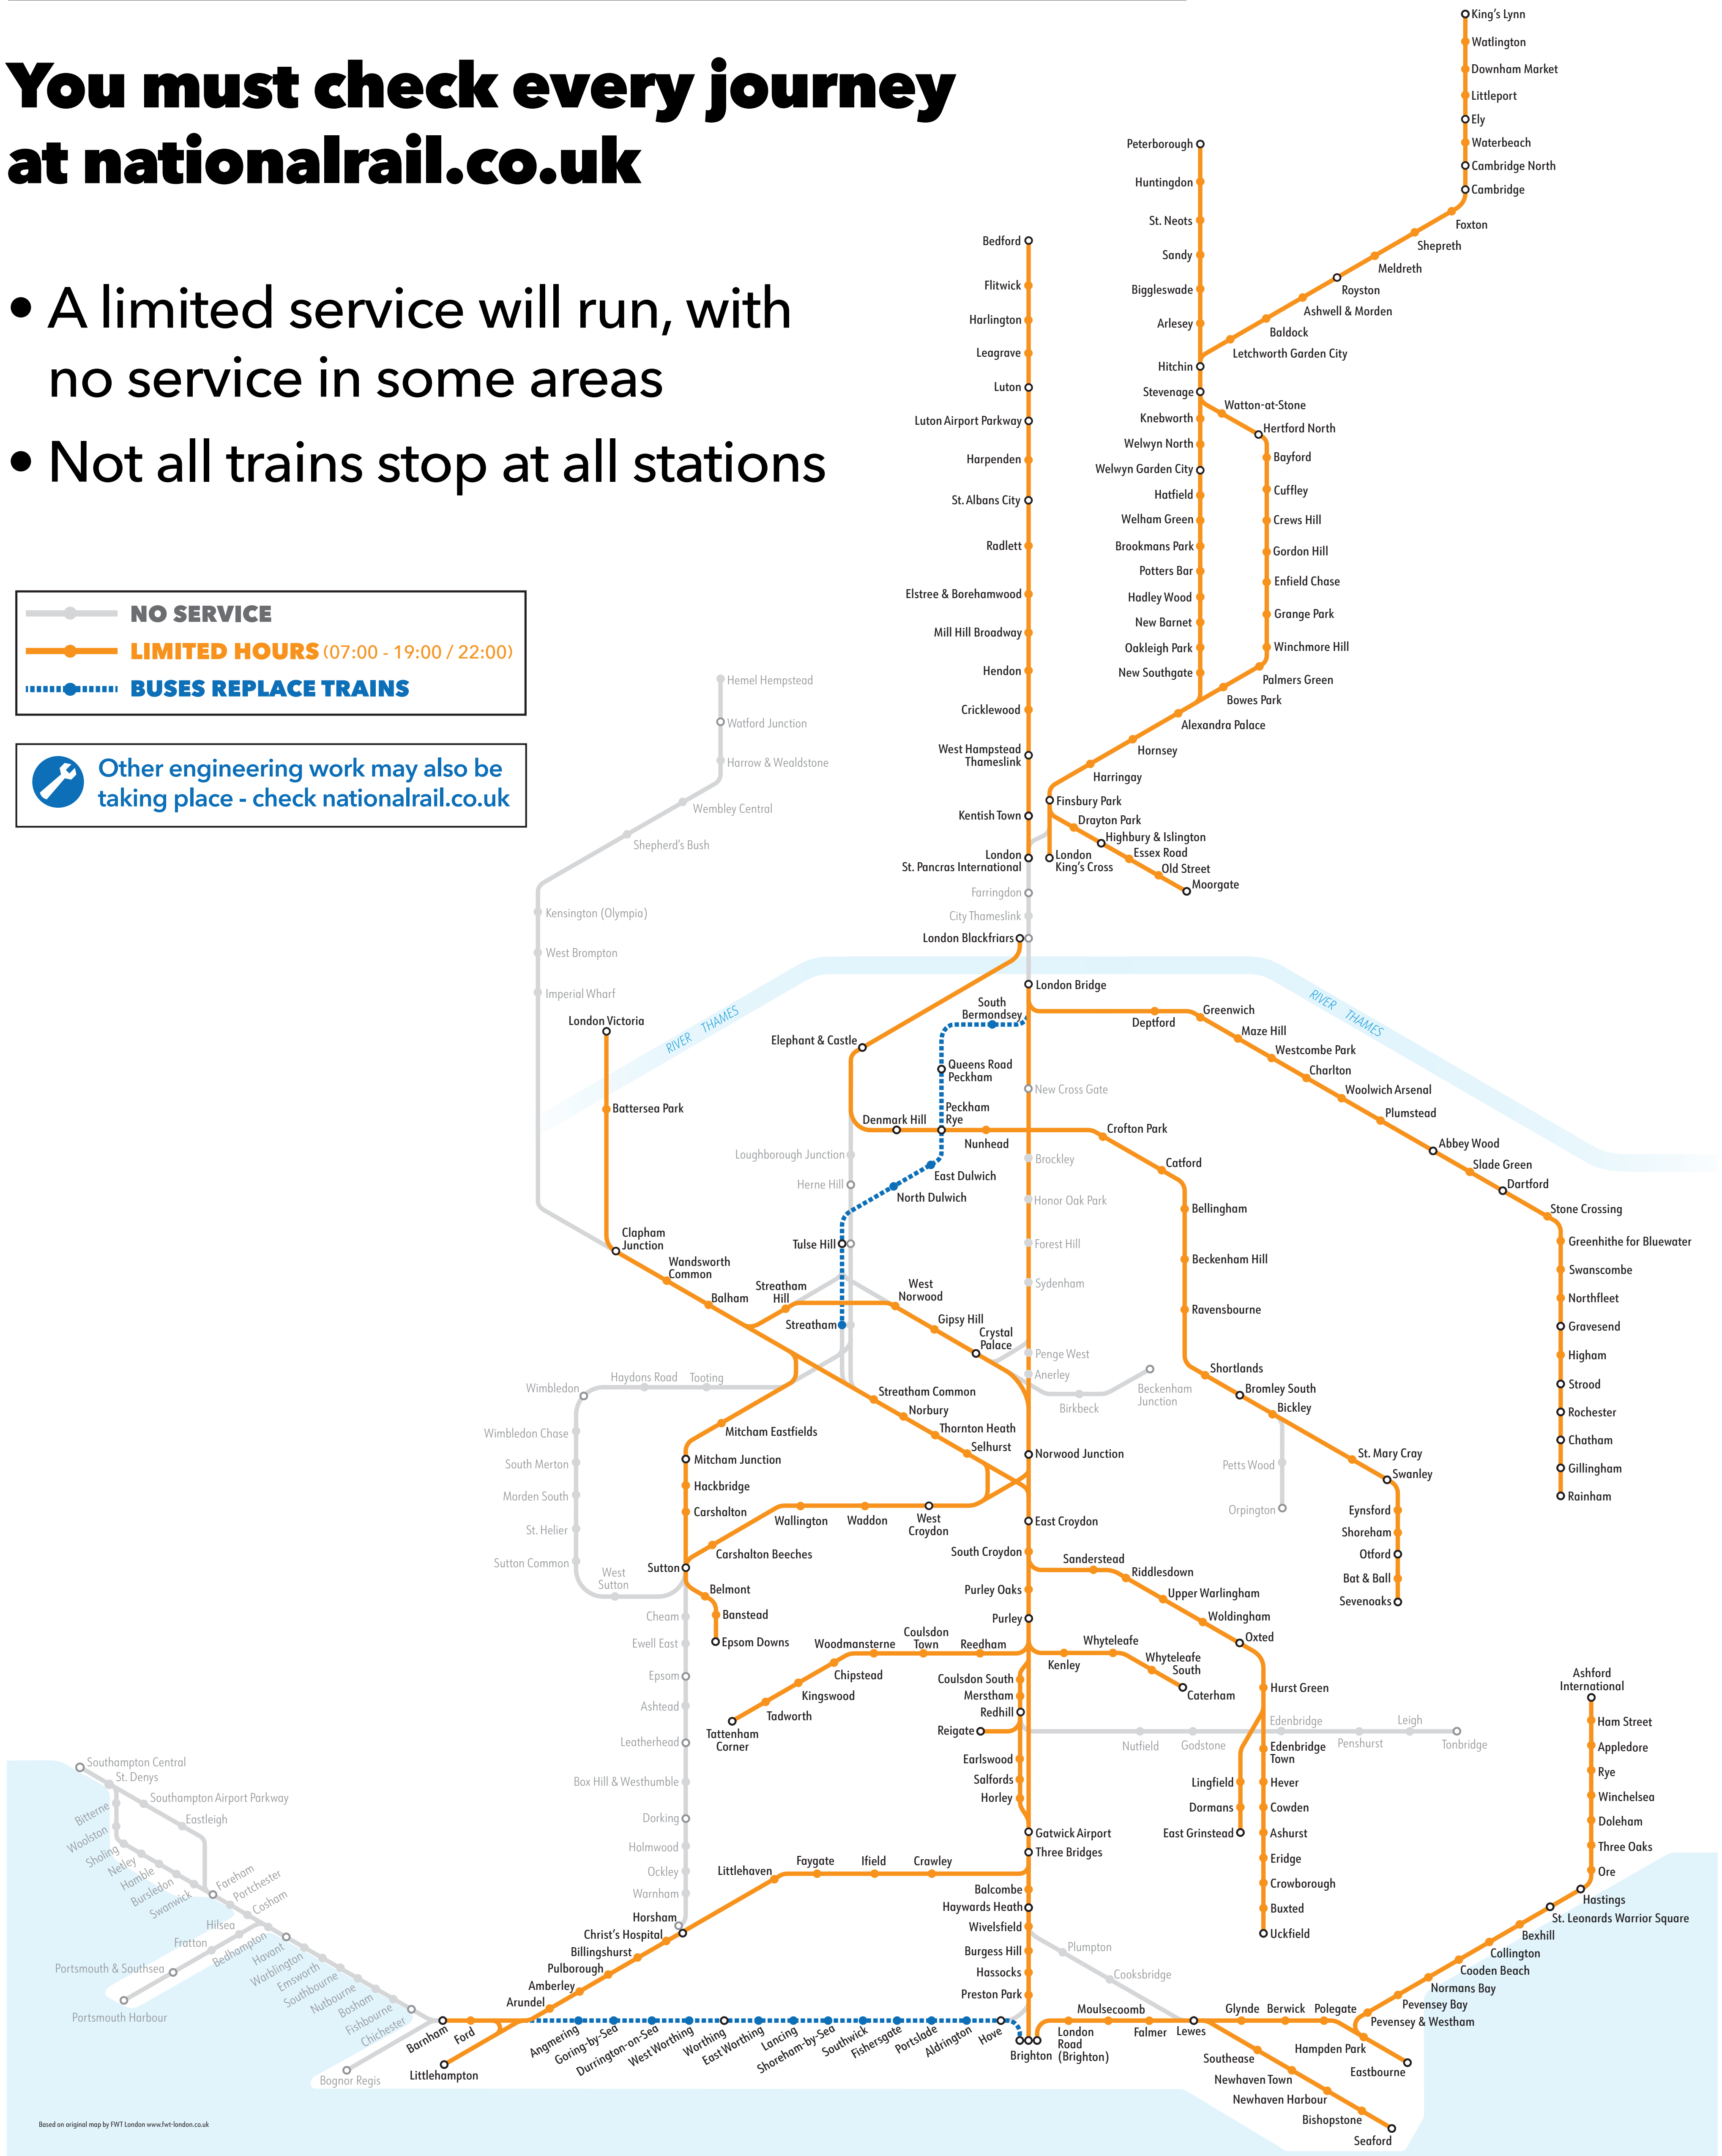 You must check every journey
at nationalrail.co.uk
• A limited service will run, with
no service in some areas
• Not all trains stop at all stations
NO SERVICE
LIMITED HOURS (07:00 - 19:00 / 22:00)
BUSES REPLACE TRAINS
Other engineering work may also be
taking place - check nationalrail.co.uk
King's Lynn
Watlington
Downham Market
Littleport
Ely
Waterbeach
Cambridge North
Cambridge
Foxton
Shepreth
Meldreth
Royston
Ashwell & Morden
Baldock
Letchworth Garden City
Peterborough
Huntingdon
St. Neots
Sandy
Biggleswade
Arlesey
Hitchin
Stevenage
Knebworth
Welwyn North
Welwyn Garden City
Hatfield
Welham Green
Brookmans Park
Potters Bar
Hadley Wood
New Barnet
Oakleigh Park
New Southgate
Watton-at-Stone
Hertford North
Bayford
Cuffley
Crews Hill
Gordon Hill
Enfield Chase
Grange Park
Winchmore Hill
Palmers Green
Bowes Park
Alexandra Palace
Hornsey
Harringay
Finsbury Park
Drayton Park
Highbury & Islington
Essex Road
Old Street
Moorgate
London
King's Cross
Bedford
Flitwick
Harlington
Leagrave
Luton
Luton Airport Parkway
Harpenden
St. Albans City
Radlett
Elstree & Borehamwood
Mill Hill Broadway
Hendon
Cricklewood
West Hampstead
Thameslink
Kentish Town
London
St. Pancras International
Farringdon
City Thameslink
London Blackfriars
London Bridge
Hemel Hempstead
Watford Junction
Harrow & Wealdstone
Wembley Central
Shepherd's Bush
Kensington (Olympia)
West Brompton
Imperial Wharf
London Victoria
Battersea Park
RIVER THAMES
RIVER THAMES
Elephant & Castle
South
Bermondsey
Queens Road
Peckham
Peckham
Rye
Denmark Hill
Nunhead
Loughborough Junction
Herne Hill
East Dulwich
North Dulwich
Tulse Hill
Streatham
New Cross Gate
Brockley
Honor Oak Park
Forest Hill
Sydenham
Penge West
Anerley
Birkbeck
Beckenham
Junction
Deptford
Greenwich
Maze Hill
Westcombe Park
Charlton
Woolwich Arsenal
Plumstead
Abbey Wood
Slade Green
Dartford
Stone Crossing
Greenhithe for Bluewater
Swanscombe
Northfleet
Gravesend
Higham
Strood
Rochester
Chatham
Gillingham
Rainham
Crofton Park
Catford
Bellingham
Beckenham Hill
Ravensbourne
Shortlands
Bromley South
Bickley
Petts Wood
Orpington
St. Mary Cray
Swanley
Eynsford
Shoreham
Otford
Bat & Ball
Sevenoaks
Clapham
Junction
Wandsworth
Common
Balham
Streatham
Hill
West
Norwood
Gipsy Hill
Crystal
Palace
Streatham Common
Norbury
Thornton Heath
Selhurst
Norwood Junction
Wimbledon
Haydons Road
Tooting
Wimbledon Chase
South Merton
Morden South
St. Helier
Sutton Common
West
Sutton
Mitcham Eastfields
Mitcham Junction
Hackbridge
Carshalton
Sutton
Wallington
Waddon
West
Croydon
Carshalton Beeches
Belmont
Banstead
Epsom Downs
Cheam
Ewell East
Epsom
Ashtead
Leatherhead
Box Hill & Westhumble
Dorking
Holmwood
Ockley
Warnham
Horsham
East Croydon
South Croydon
Purley Oaks
Purley
Sanderstead
Riddlesdown
Upper Warlingham
Woldingham
Oxted
Hurst Green
Woodmansterne
Coulsdon
Town
Reedham
Chipstead
Kingswood
Tadworth
Tattenham
Corner
Kenley
Whyteleafe
Whyteleafe
South
Caterham
Coulsdon South
Merstham
Redhill
Reigate
Nutfield
Godstone
Edenbridge
Penshurst
Leigh
Tonbridge
Earlswood
Salfords
Horley
Gatwick Airport
Three Bridges
Lingfield
Dormans
East Grinstead
Edenbridge
Town
Hever
Cowden
Ashurst
Eridge
Crowborough
Buxted
Uckfield
Ashford
International
Ham Street
Appledore
Rye
Winchelsea
Doleham
Three Oaks
Ore
Hastings
St. Leonards Warrior Square
Bexhill
Collington
Cooden Beach
Normans Bay
Pevensey Bay
Pevensey & Westham
Littlehaven
Faygate
Ifield
Crawley
Christ's Hospital
Billingshurst
Pulborough
Amberley
Arundel
Balcombe
Haywards Heath
Wivelsfield
Burgess Hill
Hassocks
Preston Park
Plumpton
Cooksbridge
Southampton Central
St. Denys
Southampton Airport Parkway
Eastleigh
Bitterne
Woolston
Sholing
Netley
Hamble
Bursledon
Swanwick
Fareham
Portchester
Cosham
Hilsea
Fratton
Portsmouth & Southsea
Portsmouth Harbour
Bedhampton
Havant
Warblington
Emsworth
Southbourne
Nutbourne
Bosham
Fishbourne
Chichester
Bognor Regis
Barnham
Ford
Littlehampton
Angmering
Goring-by-Sea
Durrington-on-Sea
West Worthing
Worthing
East Worthing
Lancing
Shoreham-by-Sea
Southwick
Fishersgate
Portslade
Aldrington
Hove
Brighton
London
Road
(Brighton)
Moulsecoomb
Falmer
Lewes
Glynde
Berwick
Polegate
Hampden Park
Eastbourne
Southease
Newhaven Town
Newhaven Harbour
Bishopstone
Seaford
Based on original map by FWT London www.fwt-london.co.uk